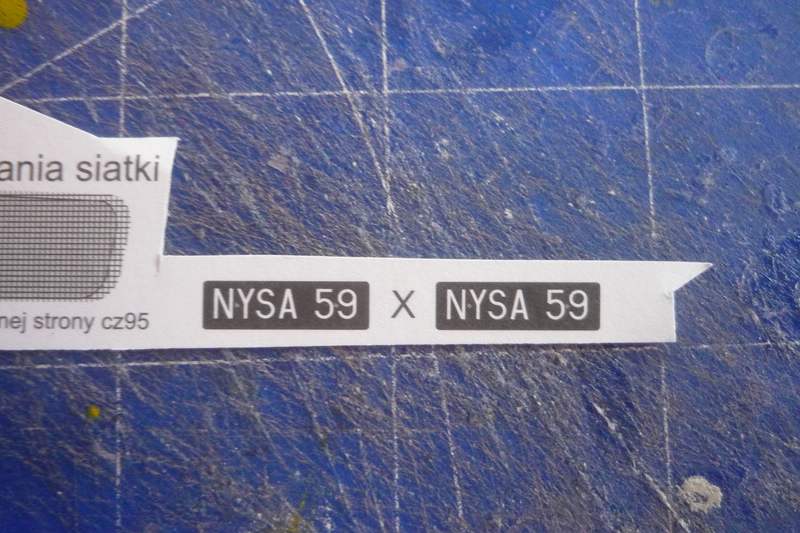 ania siatki
NYSA 59 X NYSA 59
nej strony cz95